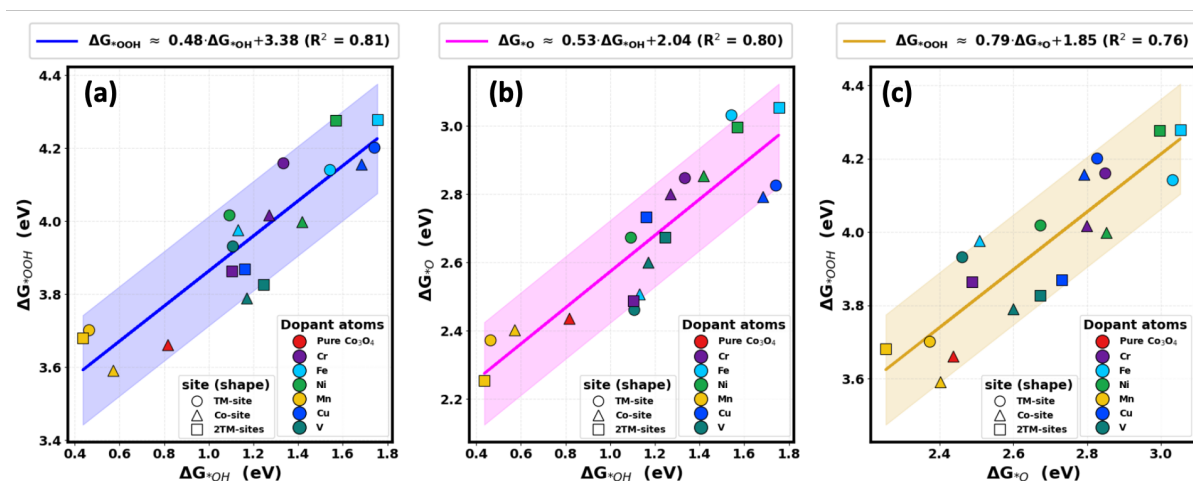 ΔG*OOH ≈ 0.48·ΔG*OH+3.38 (R² = 0.81)
ΔG*O ≈ 0.53·ΔG*OH+2.04 (R² = 0.80)
ΔG*OOH ≈ 0.79·ΔG*O+1.85 (R² = 0.76)
(a)
4.4
4.2
4.0
3.8
3.6
3.4
ΔG*OOH (eV)
0.4 0.6 0.8 1.0 1.2 1.4 1.6 1.8
ΔG*OH (eV)
site (shape)
TM-site
Co-site
2TM-sites
Dopant atoms
Pure Co₃O₄
Cr
Fe
Ni
Mn
Cu
V
(b)
3.0
2.8
2.6
2.4
2.2
ΔG*O (eV)
0.4 0.6 0.8 1.0 1.2 1.4 1.6 1.8
ΔG*OH (eV)
site (shape)
TM-site
Co-site
2TM-sites
Dopant atoms
Pure Co₃O₄
Cr
Fe
Ni
Mn
Cu
V
(c)
4.4
4.2
4.0
3.8
3.6
ΔG*OOH (eV)
2.4 2.6 2.8 3.0
ΔG*O (eV)
site (shape)
TM-site
Co-site
2TM-sites
Dopant atoms
Pure Co₃O₄
Cr
Fe
Ni
Mn
Cu
V